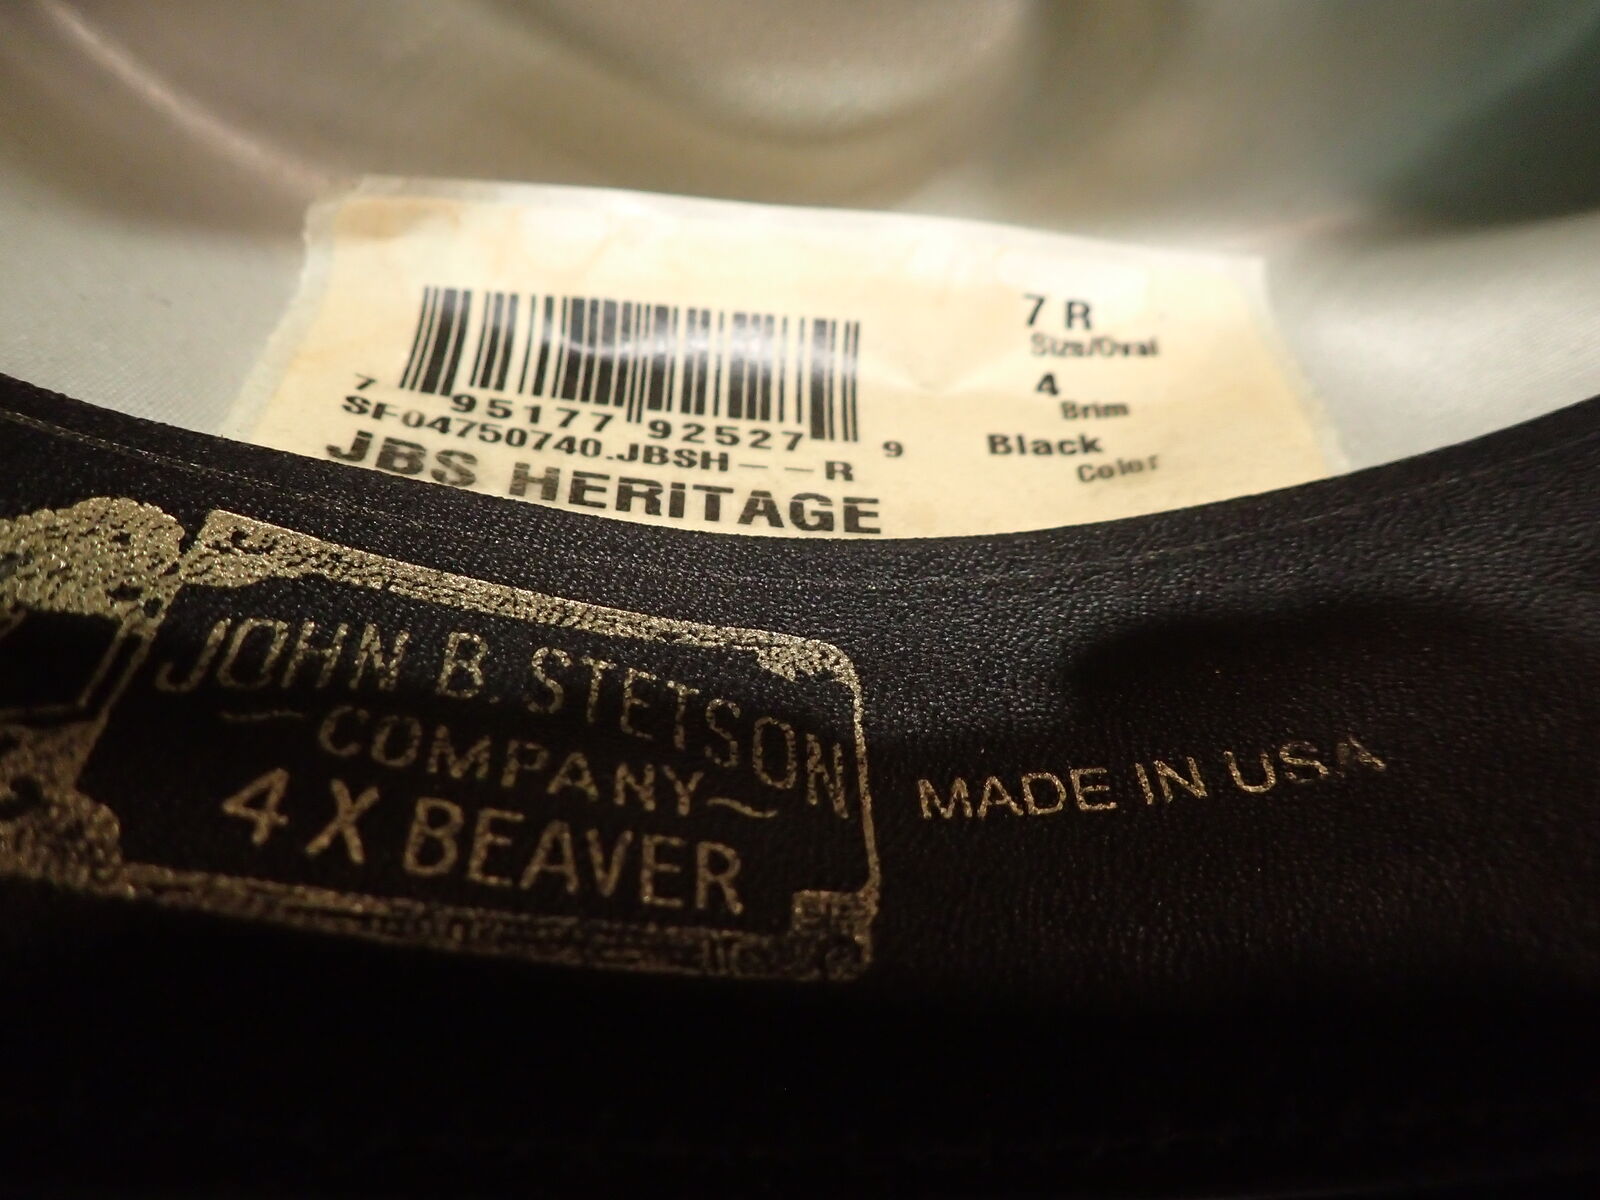 7 R
Size/Oval
4
Brim
Black
Color
7 95177 92527 9
SF04750740.JBSH--R
JBS HERITAGE
JOHN B. STETSON
COMPANY
4 X BEAVER
MADE IN USA